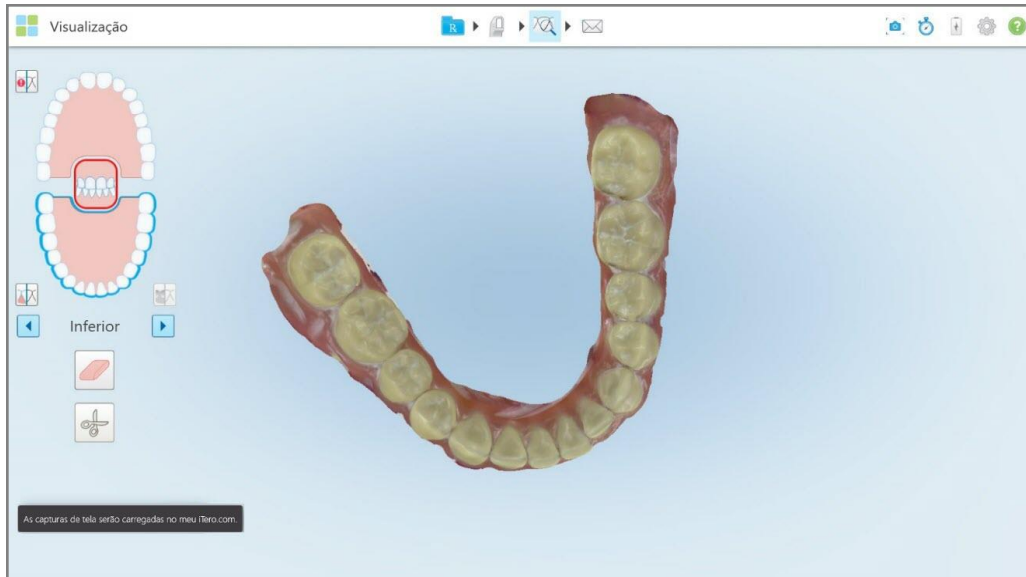 Visualização
R
Inferior
As capturas de tela serão carregadas no meu iTero.com.